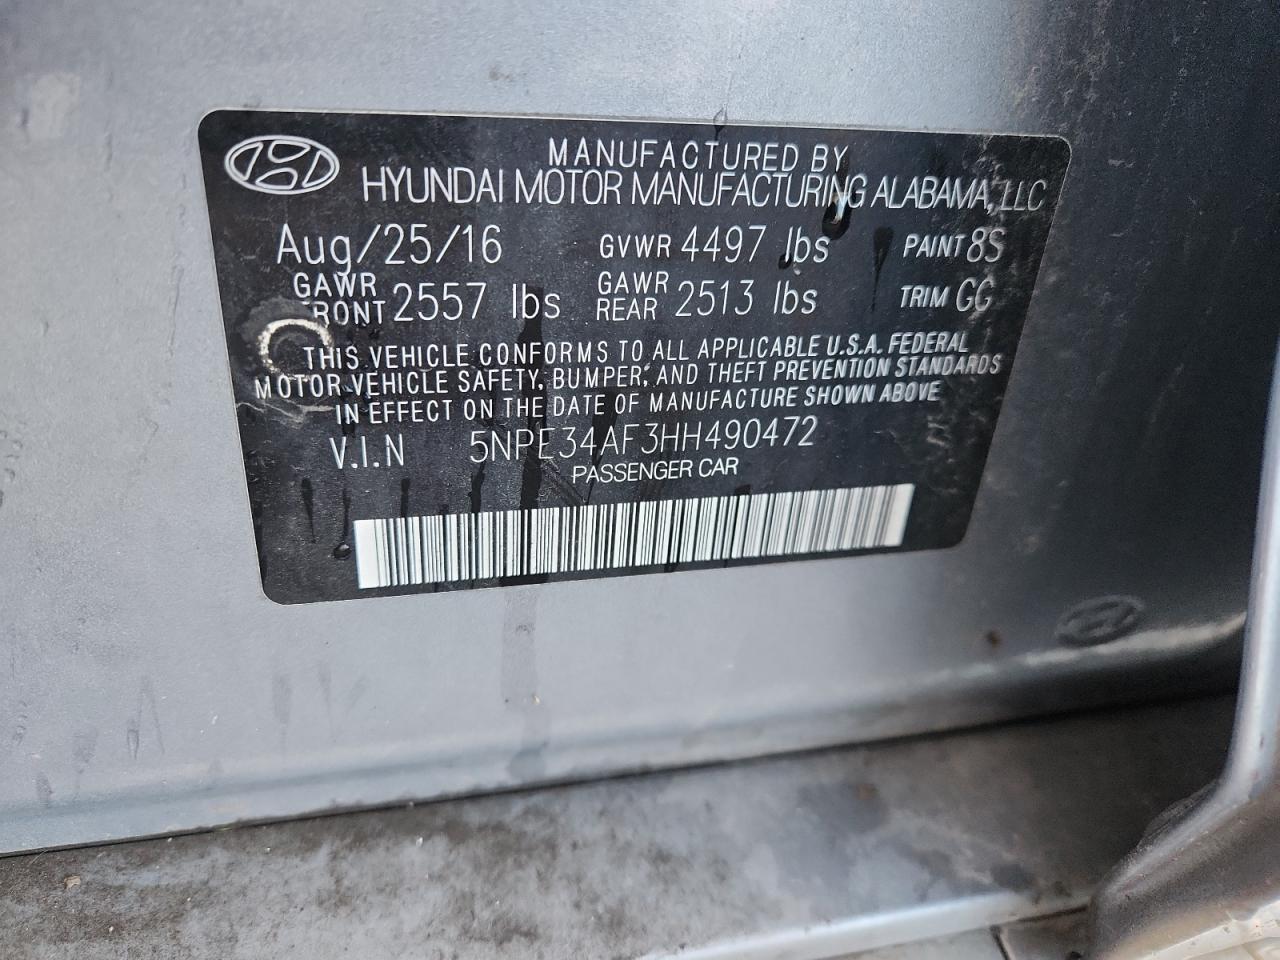 MANUFACTURED BY
HYUNDAI MOTOR MANUFACTURING ALABAMA, LLC
Aug/25/16 GVWR 4497 lbs PAINT 8S
GAWR FRONT 2557 lbs GAWR REAR 2513 lbs TRIM GG
THIS VEHICLE CONFORMS TO ALL APPLICABLE U.S.A. FEDERAL
MOTOR VEHICLE SAFETY, BUMPER, AND THEFT PREVENTION STANDARDS
IN EFFECT ON THE DATE OF MANUFACTURE SHOWN ABOVE
V.I.N 5NPE34AF3HH490472
PASSENGER CAR